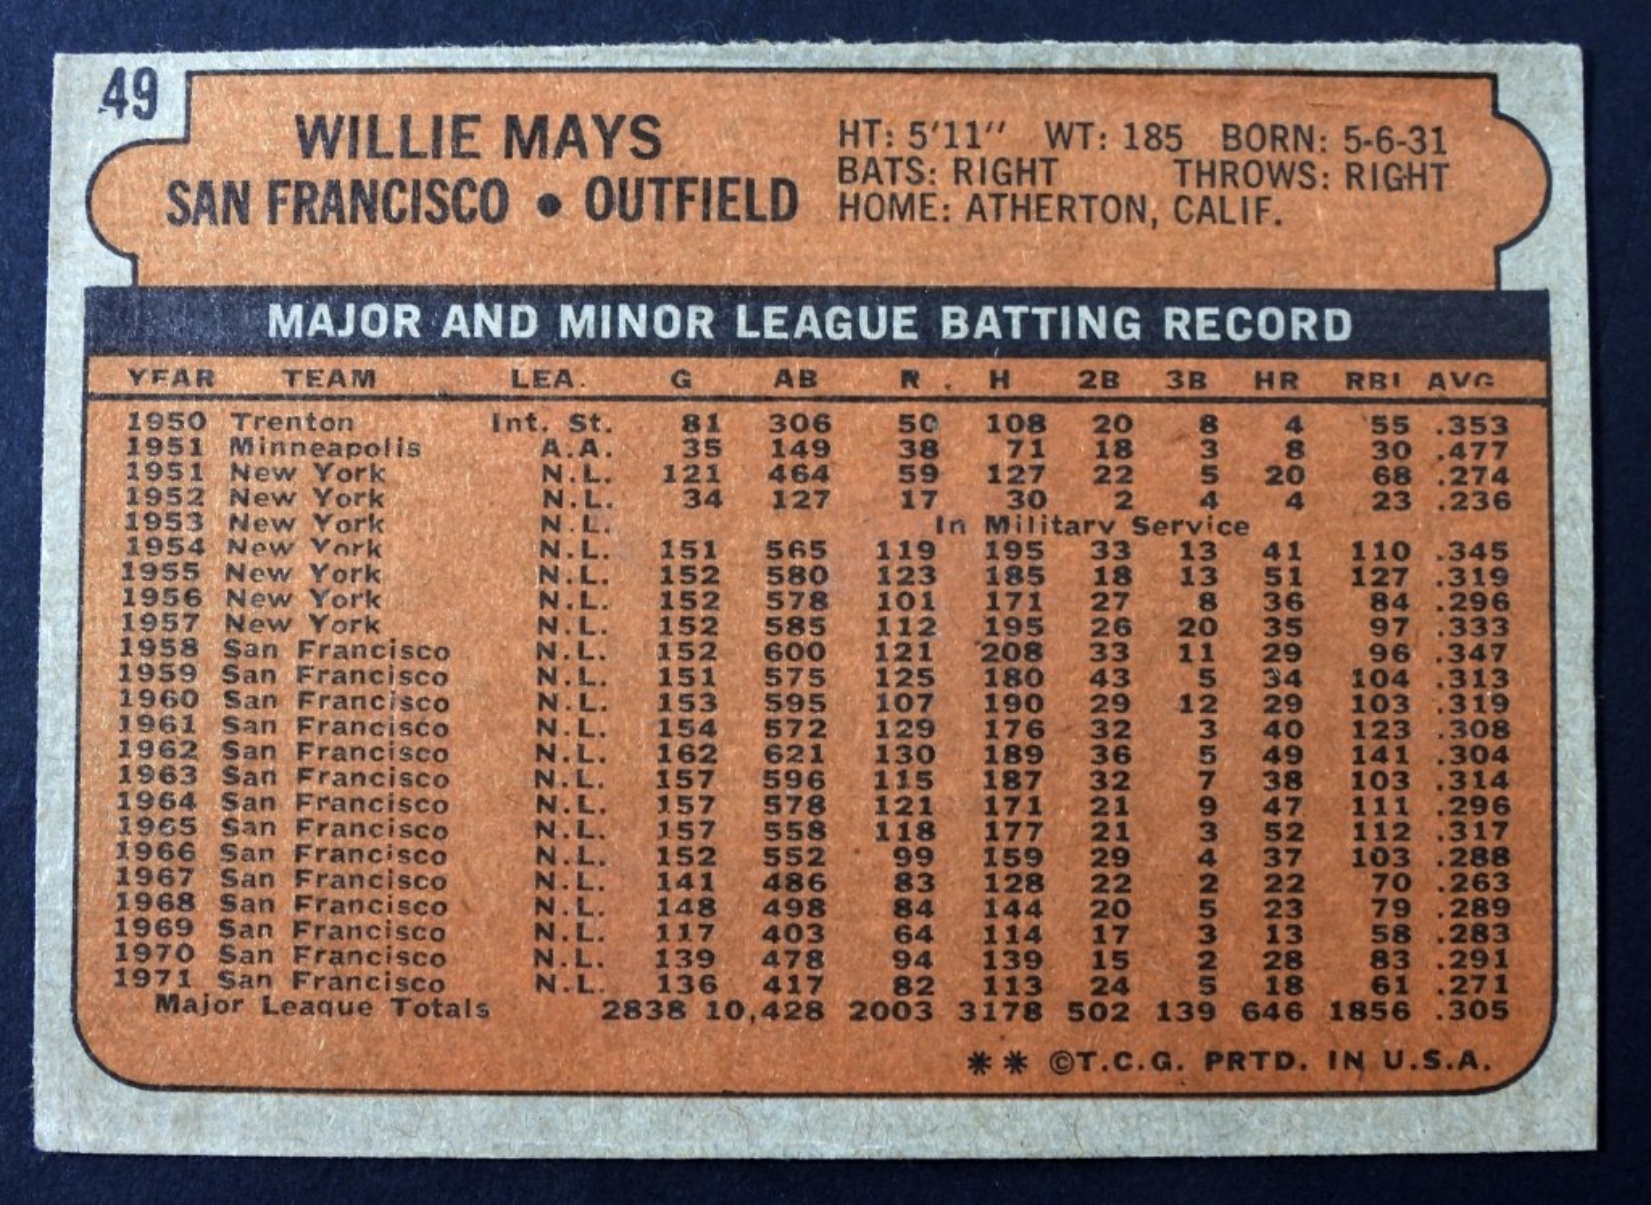 49
WILLIE MAYS
SAN FRANCISCO • OUTFIELD
HT: 5'11" WT: 185 BORN: 5-6-31
BATS: RIGHT THROWS: RIGHT
HOME: ATHERTON, CALIF.
MAJOR AND MINOR LEAGUE BATTING RECORD
YEAR TEAM LEA. G AB R H 2B 3B HR RBI AVG
1950 Trenton Int. St. 81 306 50 108 20 8 4 55 .353
1951 Minneapolis A.A. 35 149 38 71 18 3 8 30 .477
1951 New York N.L. 121 464 59 127 22 5 20 68 .274
1952 New York N.L. 34 127 17 30 2 4 4 23 .236
1953 New York N.L. In Military Service
1954 New York N.L. 151 565 119 195 33 13 41 110 .345
1955 New York N.L. 152 580 123 185 18 13 51 127 .319
1956 New York N.L. 152 578 101 171 27 8 36 84 .296
1957 New York N.L. 152 585 112 195 26 20 35 97 .333
1958 San Francisco N.L. 152 600 121 208 33 11 29 96 .347
1959 San Francisco N.L. 151 575 125 180 43 5 34 104 .313
1960 San Francisco N.L. 153 595 107 190 29 12 29 103 .319
1961 San Francisco N.L. 154 572 129 176 32 3 40 123 .308
1962 San Francisco N.L. 162 621 130 189 36 5 49 141 .304
1963 San Francisco N.L. 157 596 115 187 32 7 38 103 .314
1964 San Francisco N.L. 157 578 121 171 21 9 47 111 .296
1965 San Francisco N.L. 157 558 118 177 21 3 52 112 .317
1966 San Francisco N.L. 152 552 99 159 29 4 37 103 .288
1967 San Francisco N.L. 141 486 83 128 22 2 22 70 .263
1968 San Francisco N.L. 148 498 84 144 20 5 23 79 .289
1969 San Francisco N.L. 117 403 64 114 17 3 13 58 .283
1970 San Francisco N.L. 139 478 94 139 15 2 28 83 .291
1971 San Francisco N.L. 136 417 82 113 24 5 18 61 .271
Major League Totals 2838 10,428 2003 3178 502 139 646 1856 .305
** ©T.C.G. PRTD. IN U.S.A.